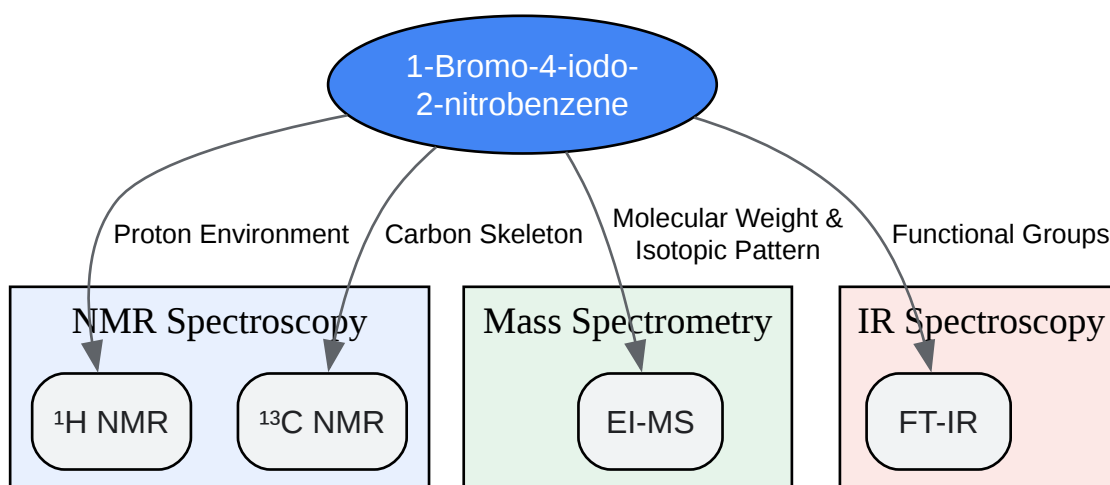 1-Bromo-4-iodo-
2-nitrobenzene
Proton Environment
Carbon Skeleton
Molecular Weight &
Isotopic Pattern
Functional Groups
NMR Spectroscopy
Mass Spectrometry
IR Spectroscopy
¹H NMR
¹³C NMR
EI-MS
FT-IR